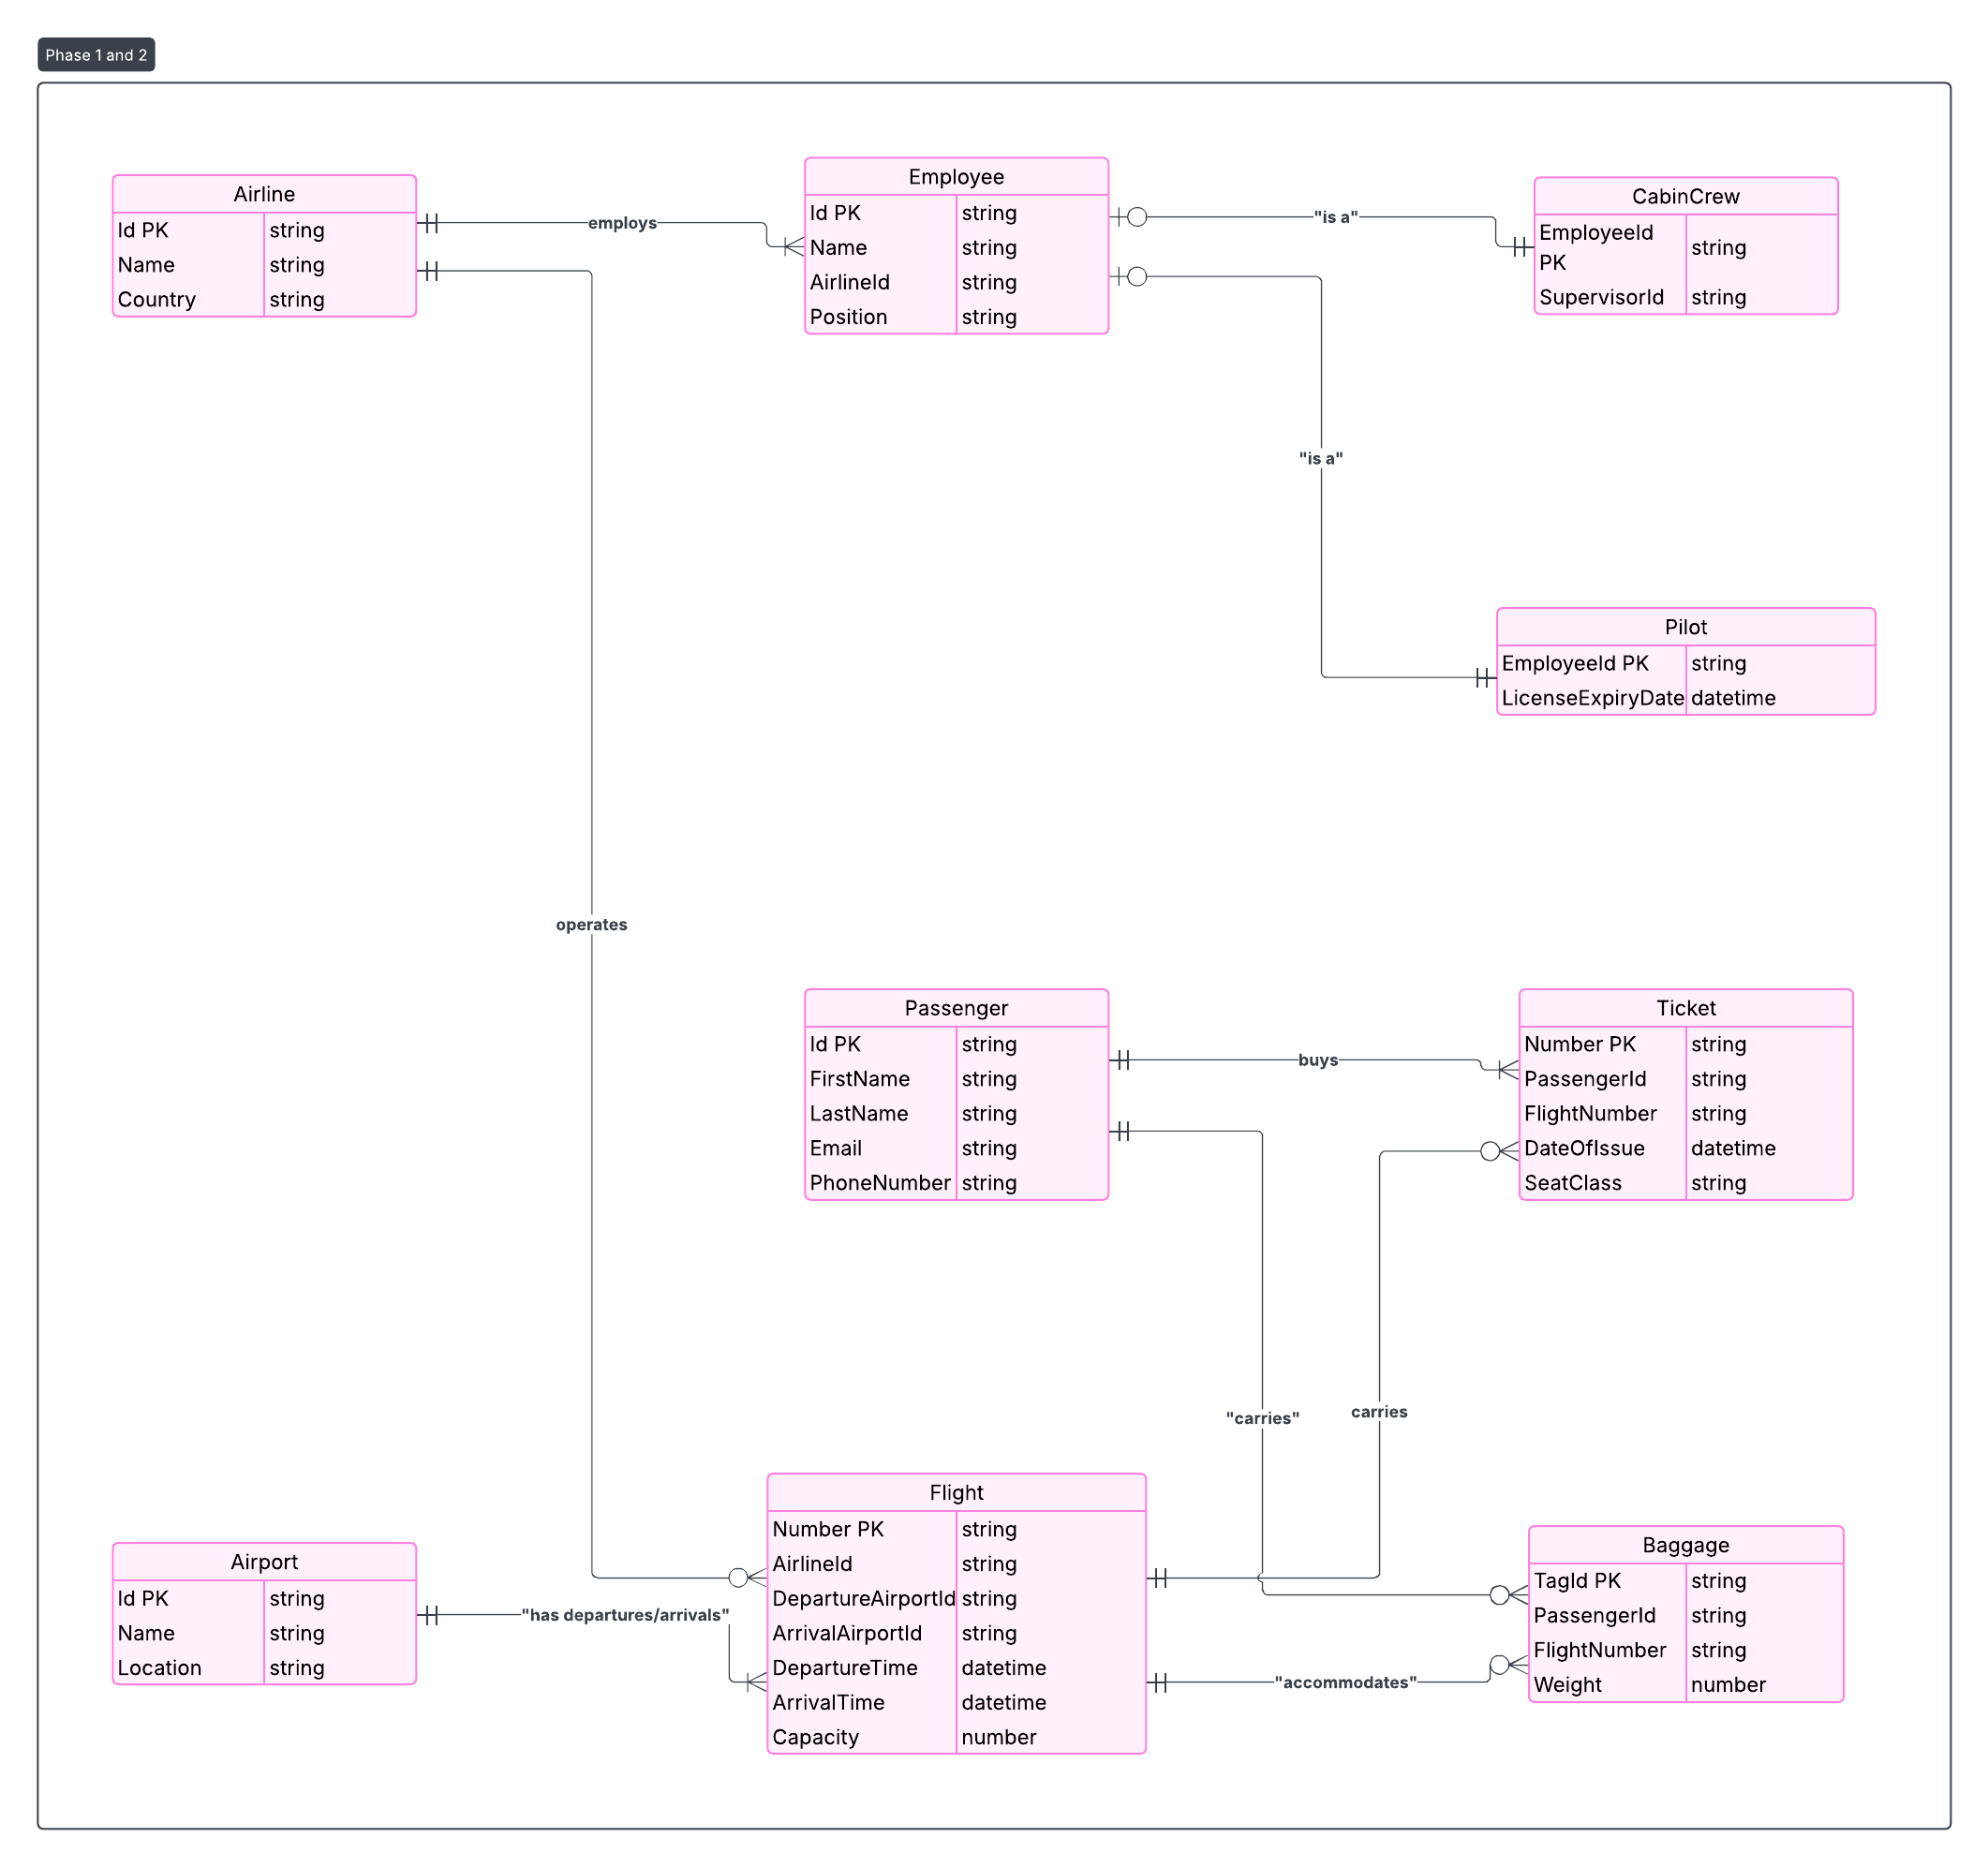 Phase 1 and 2
Airline
Id PK string
Name string
Country string
employs
Employee
Id PK string
Name string
AirlineId string
Position string
"is a"
CabinCrew
EmployeeId
PK
string
SupervisorId string
"is a"
Pilot
EmployeeId PK string
LicenseExpiryDate datetime
operates
Passenger
Id PK string
FirstName string
LastName string
Email string
PhoneNumber string
buys
Ticket
Number PK string
PassengerId string
FlightNumber string
DateOfIssue datetime
SeatClass string
"carries"
carries
Airport
Id PK string
Name string
Location string
"has departures/arrivals"
Flight
Number PK string
AirlineId string
DepartureAirportId string
ArrivalAirportId string
DepartureTime datetime
ArrivalTime datetime
Capacity number
"accommodates"
Baggage
TagId PK string
PassengerId string
FlightNumber string
Weight number